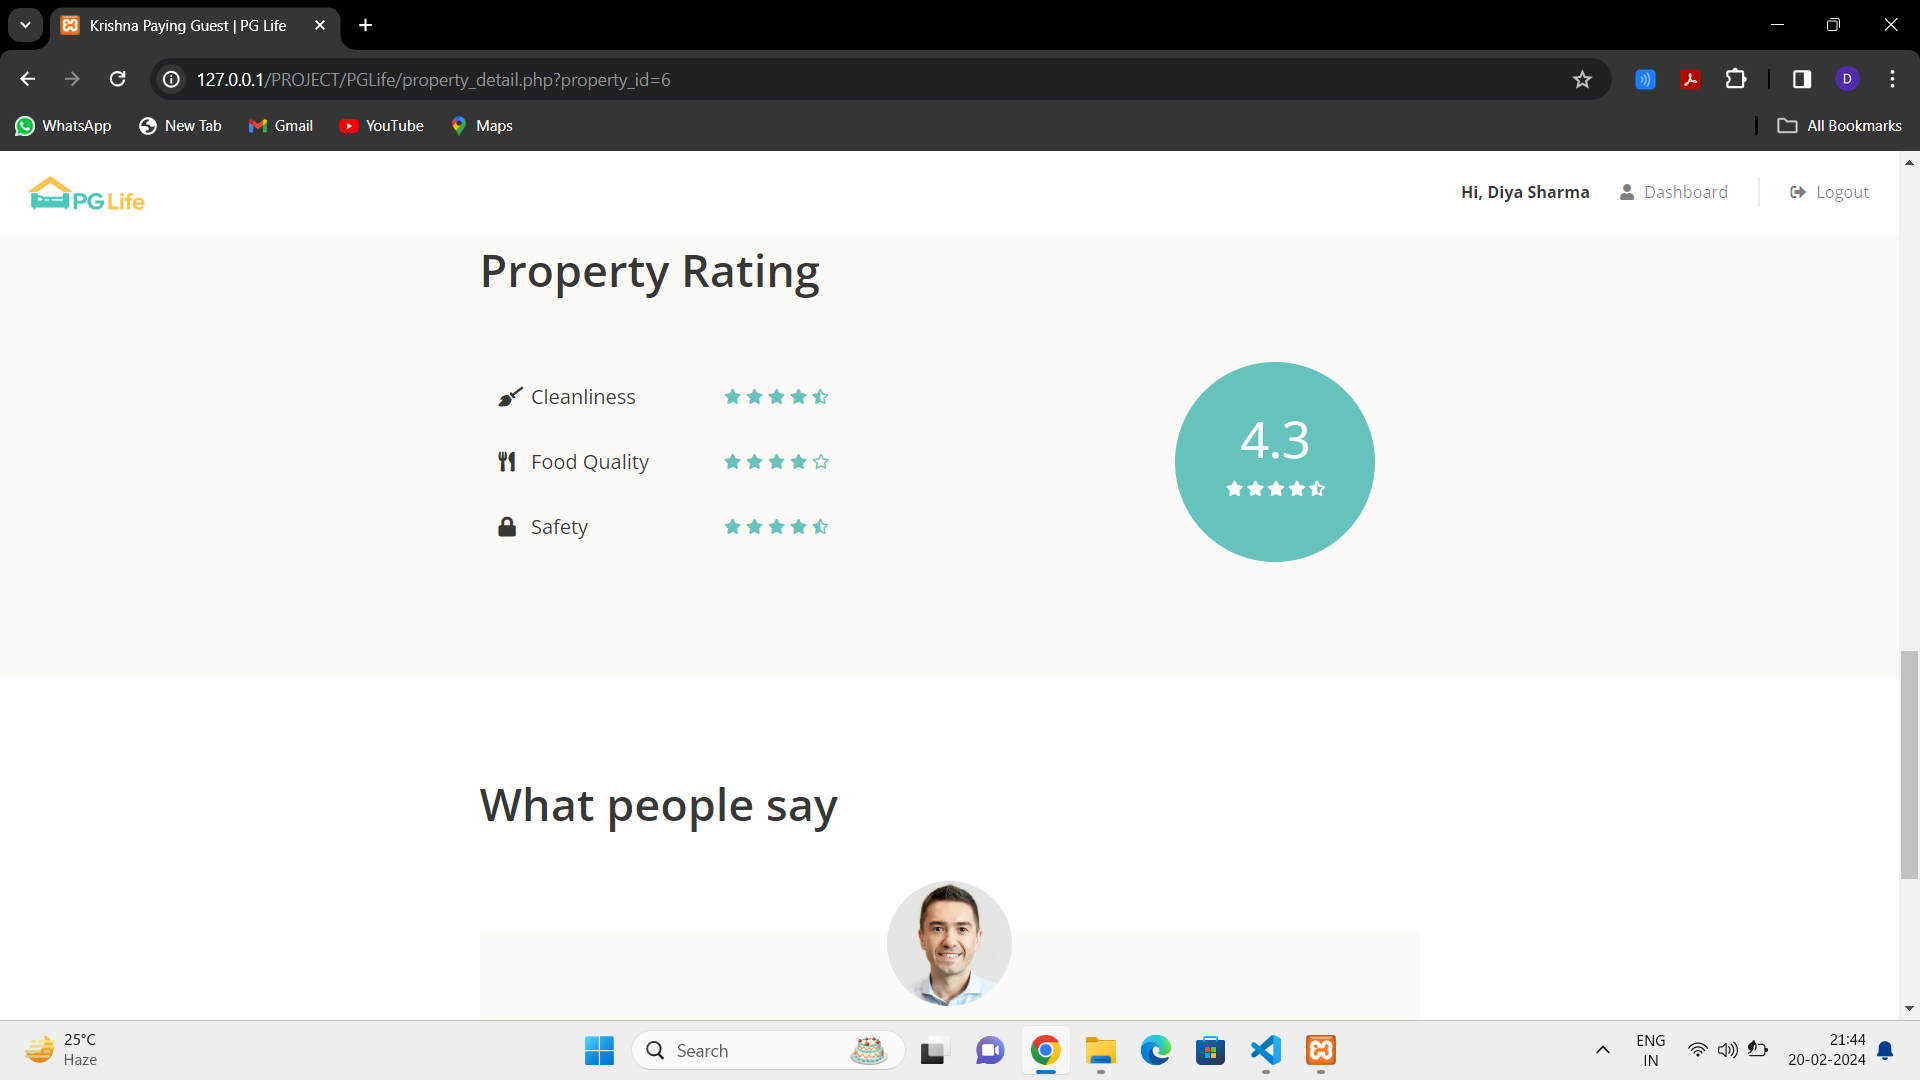 Krishna Paying Guest | PG Life
127.0.0.1/PROJECT/PGLife/property_detail.php?property_id=6
D
WhatsApp New Tab Gmail YouTube Maps All Bookmarks
PG Life Hi, Diya Sharma Dashboard Logout
Property Rating
Cleanliness
Food Quality
Safety
4.3
What people say
25°C
Haze
Search
ENG
IN
21:44
20-02-2024